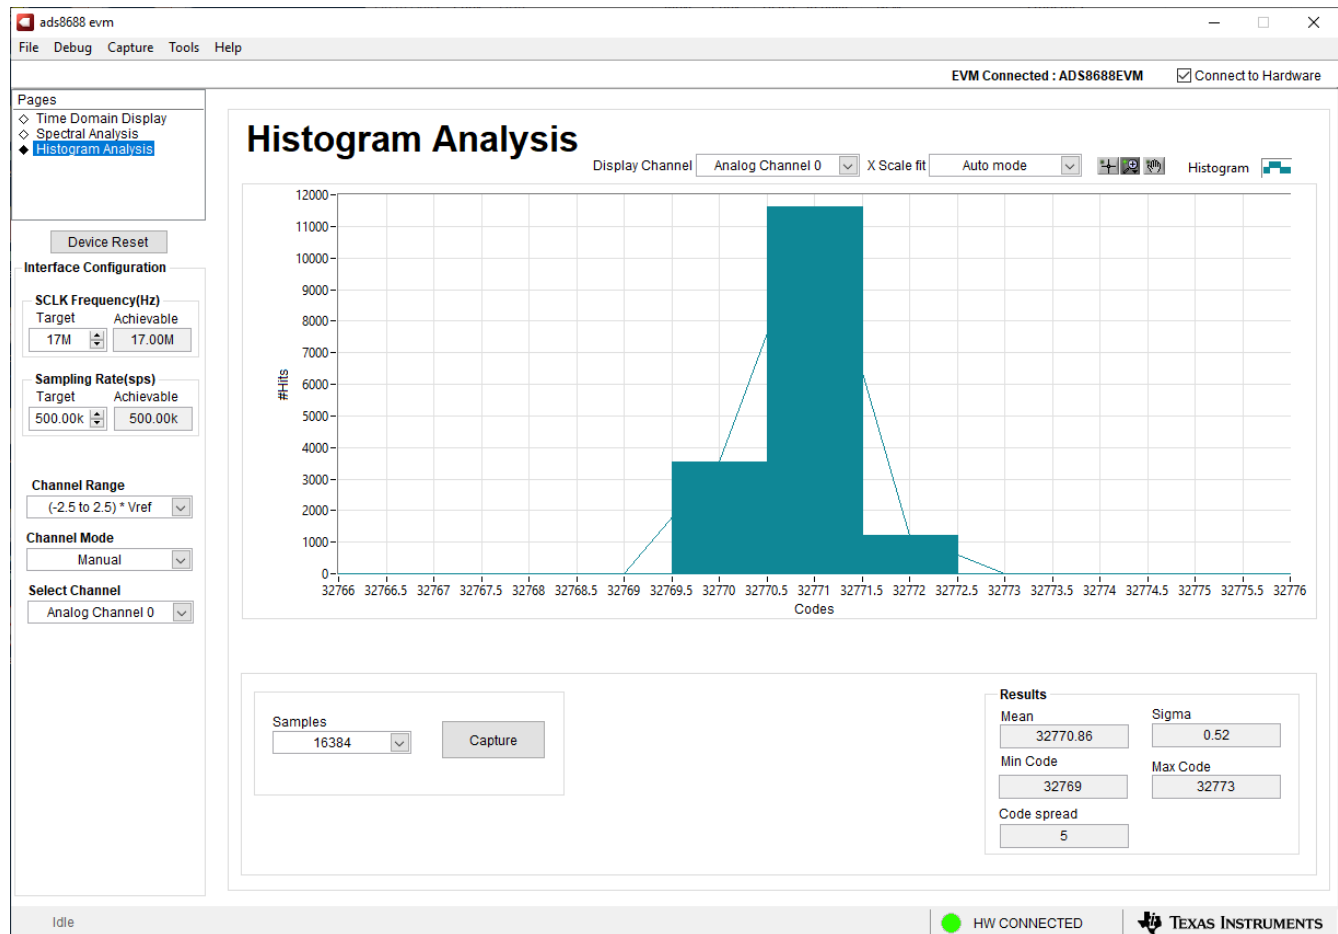 ads8688 evm
File Debug Capture Tools Help
EVM Connected : ADS8688EVM Connect to Hardware
Pages
Time Domain Display
Spectral Analysis
Histogram Analysis
Device Reset
Interface Configuration
SCLK Frequency(Hz)
Target Achievable
17M 17.00M
Sampling Rate(sps)
Target Achievable
500.00k 500.00k
Channel Range
(-2.5 to 2.5) * Vref
Channel Mode
Manual
Select Channel
Analog Channel 0
Histogram Analysis
Display Channel Analog Channel 0 X Scale fit Auto mode Histogram
12000
11000
10000
9000
8000
7000
6000
5000
4000
3000
2000
1000
0
#Hits
32766 32766.5 32767 32767.5 32768 32768.5 32769 32769.5 32770 32770.5 32771 32771.5 32772 32772.5 32773 32773.5 32774 32774.5 32775 32775.5 32776
Codes
Samples
16384
Capture
Results
Mean Sigma
32770.86 0.52
Min Code Max Code
32769 32773
Code spread
5
Idle HW CONNECTED TEXAS INSTRUMENTS